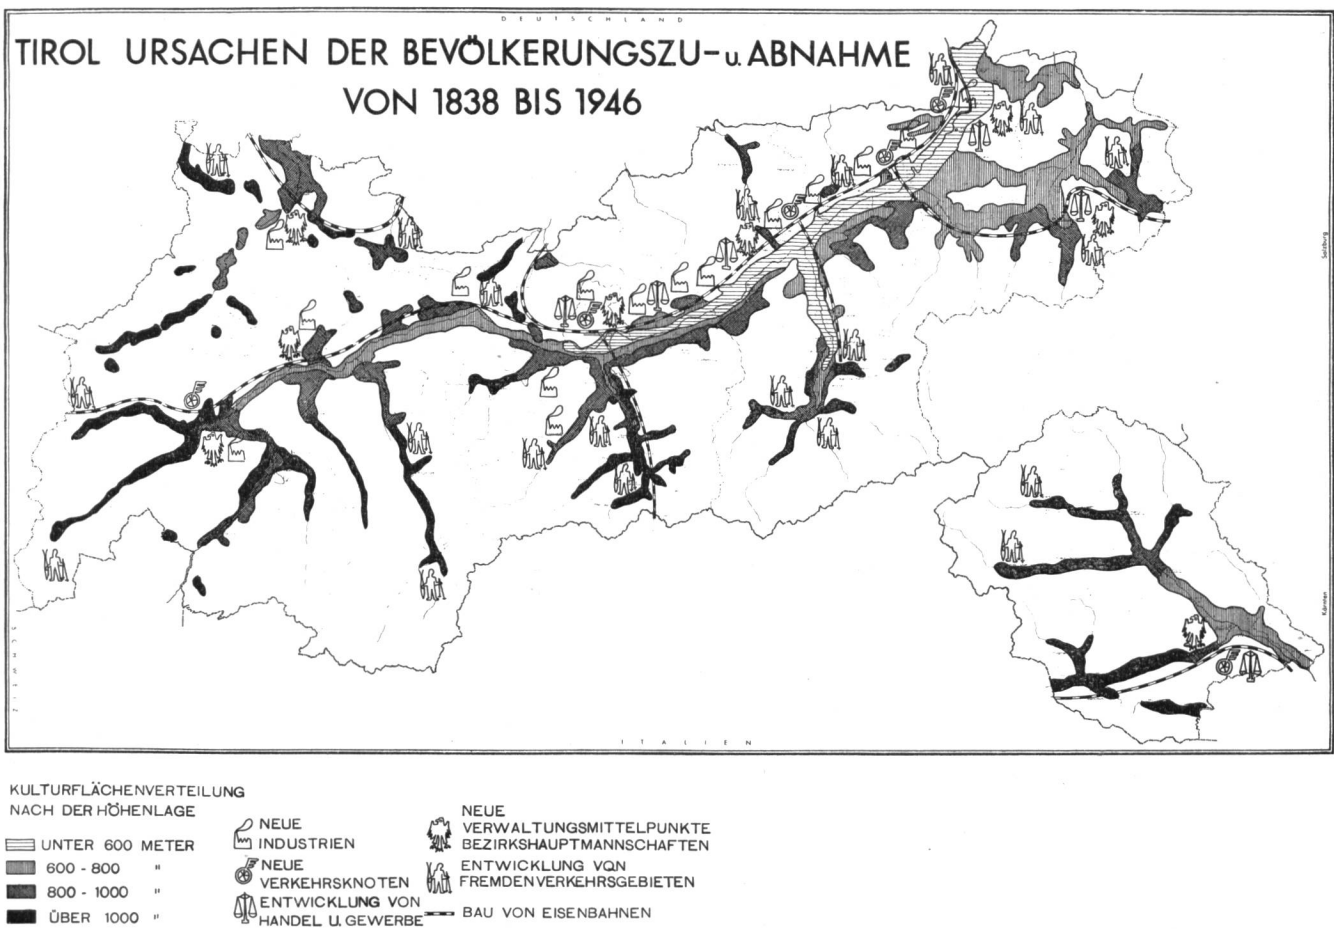 DEUTSCHLAND
TIROL URSACHEN DER BEVÖLKERUNGSZU- u. ABNAHME
VON 1838 BIS 1946
Salzburg
Kärnten
SCHWEIZ
ITALIEN
KULTURFLÄCHENVERTEILUNG
NACH DER HÖHENLAGE
UNTER 600 METER
600 - 800 "
800 - 1000 "
ÜBER 1000 "
NEUE
INDUSTRIEN
NEUE
VERKEHRSKNOTEN
ENTWICKLUNG VON
HANDEL U. GEWERBE
NEUE
VERWALTUNGSMITTELPUNKTE
BEZIRKSHAUPTMANNSCHAFTEN
ENTWICKLUNG VON
FREMDENVERKEHRSGEBIETEN
BAU VON EISENBAHNEN